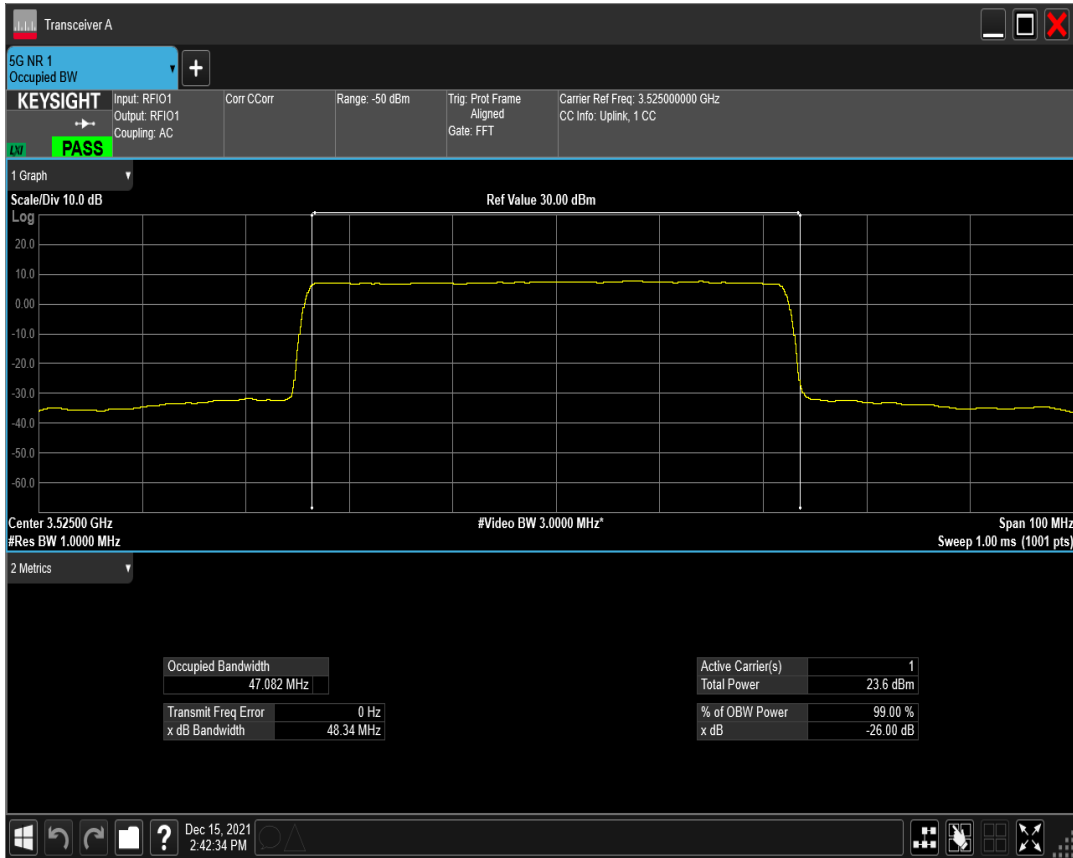 Transceiver A
5G NR 1
Occupied BW
KEYSIGHT
LXI
PASS
Input: RFIO1
Output: RFIO1
Coupling: AC
Corr CCorr
Range: -50 dBm
Trig: Prot Frame
Aligned
Gate: FFT
Carrier Ref Freq: 3.525000000 GHz
CC Info: Uplink, 1 CC
1 Graph
Scale/Div 10.0 dB
Ref Value 30.00 dBm
Log
20.0
10.0
0.00
-10.0
-20.0
-30.0
-40.0
-50.0
-60.0
Center 3.52500 GHz
#Video BW 3.0000 MHz*
Span 100 MHz
#Res BW 1.0000 MHz
Sweep 1.00 ms (1001 pts)
2 Metrics
Occupied Bandwidth
47.082 MHz
Transmit Freq Error 0 Hz
x dB Bandwidth 48.34 MHz
Active Carrier(s) 1
Total Power 23.6 dBm
% of OBW Power 99.00 %
x dB -26.00 dB
Dec 15, 2021
2:42:34 PM